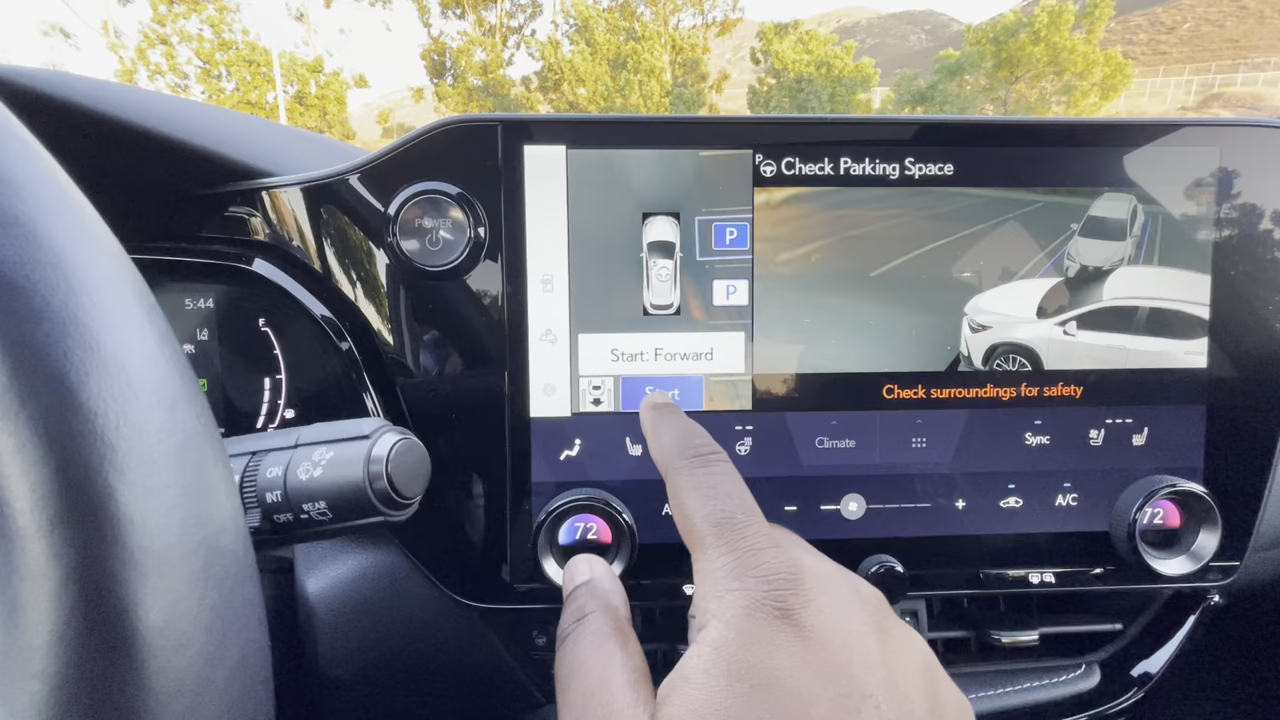 POWER
P Check Parking Space
P
P
5:44
F
Start: Forward
Start
Check surroundings for safety
Climate
Sync
ON
INT
OFF
REAR
A/C
72
72